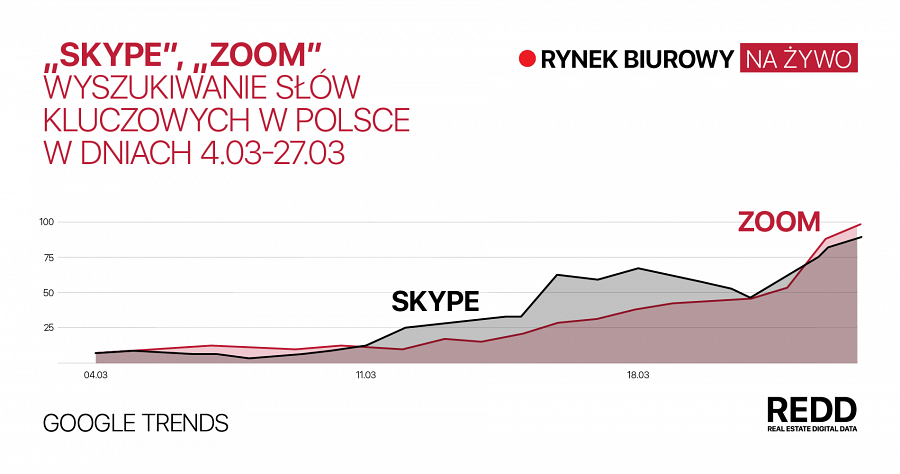 „SKYPE”, „ZOOM”
WYSZUKIWANIE SŁÓW
KLUCZOWYCH W POLSCE
W DNIACH 4.03-27.03
RYNEK BIUROWY NA ŻYWO
100
75
50
25
ZOOM
SKYPE
04.03
11.03
18.03
GOOGLE TRENDS
REDD
REAL ESTATE DIGITAL DATA